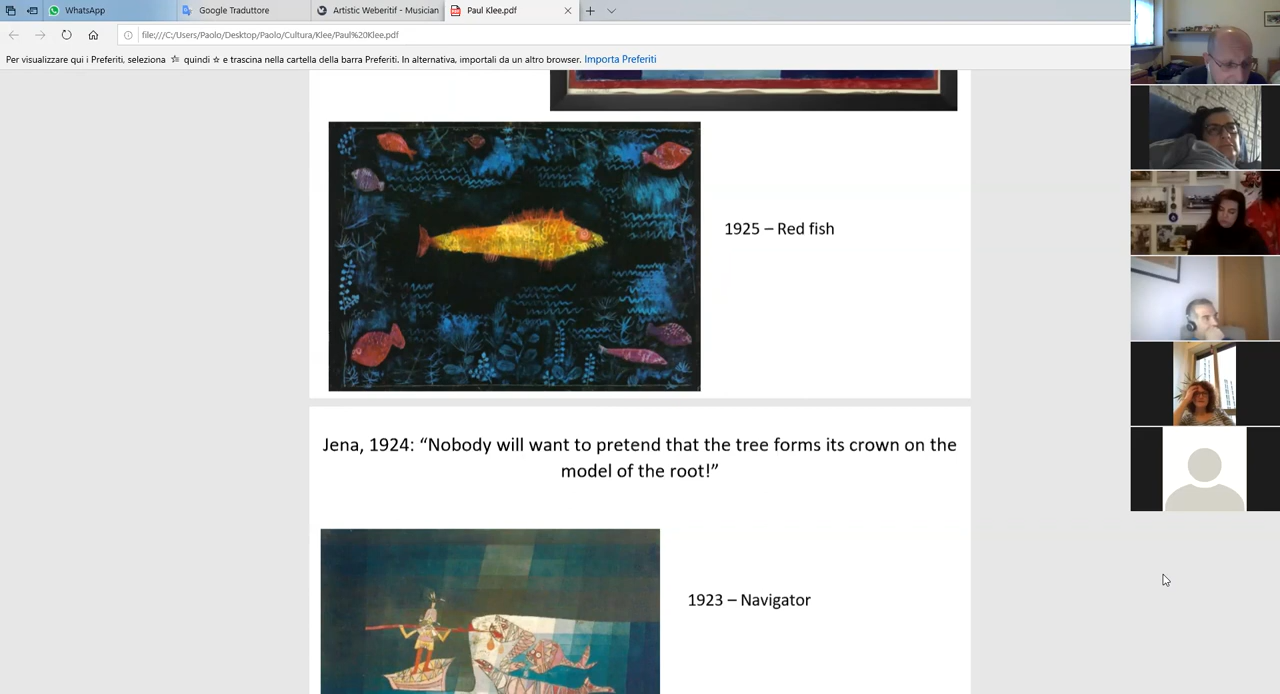 WhatsApp
Google Traduttore
Artistic Weberitif - Musician
Paul Klee.pdf
file:///C:/Users/Paolo/Desktop/Paolo/Cultura/Klee/Paul%20Klee.pdf
Per visualizzare qui i Preferiti, seleziona quindi e trascina nella cartella della barra Preferiti. In alternativa, importali da un altro browser. Importa Preferiti
1925 – Red fish
Jena, 1924: “Nobody will want to pretend that the tree forms its crown on the
model of the root!”
1923 – Navigator